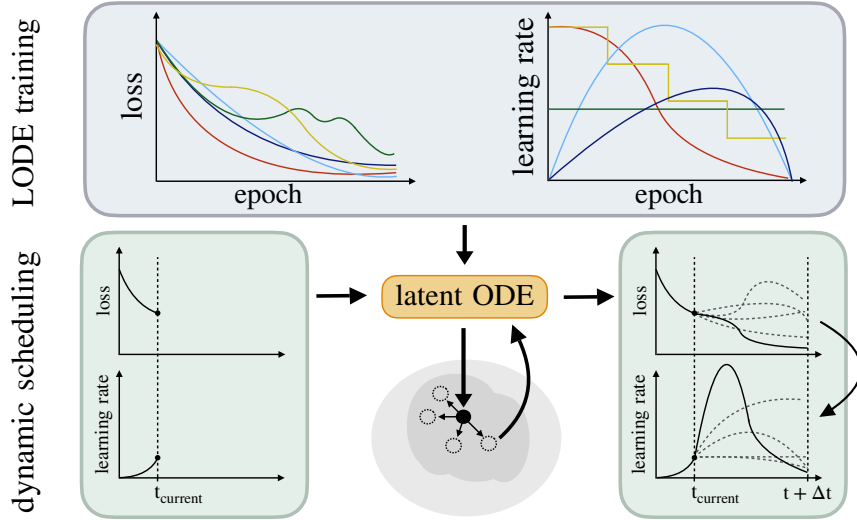 LODE training
loss
epoch
learning rate
epoch
dynamic scheduling
loss
learning rate
t_current
latent ODE
loss
learning rate
t_current
t + Δt